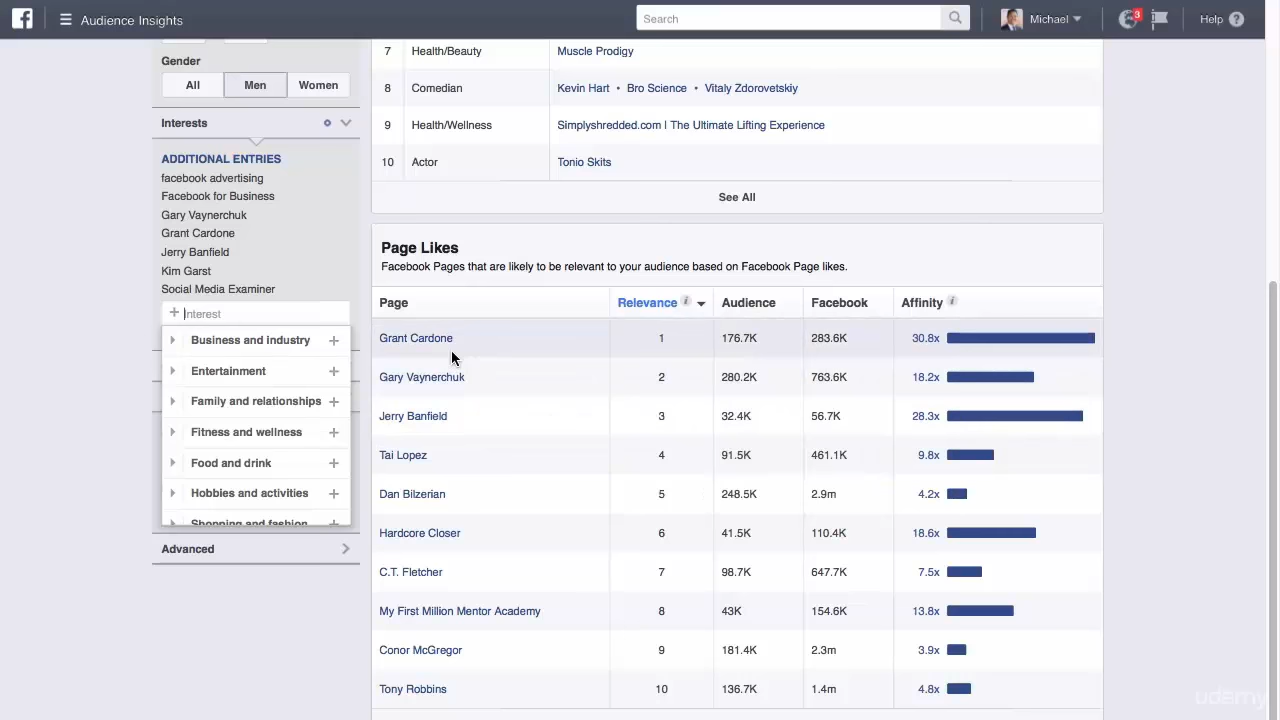 f Audience Insights Search Michael 3 Help ?
Gender
All Men Women
Interests
ADDITIONAL ENTRIES
facebook advertising
Facebook for Business
Gary Vaynerchuk
Grant Cardone
Jerry Banfield
Kim Garst
Social Media Examiner
+ Interest
Business and industry +
Entertainment +
Family and relationships +
Fitness and wellness +
Food and drink +
Hobbies and activities +
Shopping and fashion +
Advanced
7 Health/Beauty Muscle Prodigy
8 Comedian Kevin Hart • Bro Science • Vitaly Zdorovetskiy
9 Health/Wellness Simplyshredded.com | The Ultimate Lifting Experience
10 Actor Tonio Skits
See All
Page Likes
Facebook Pages that are likely to be relevant to your audience based on Facebook Page likes.
Page Relevance i Audience Facebook Affinity i
Grant Cardone 1 176.7K 283.6K 30.8x
Gary Vaynerchuk 2 280.2K 763.6K 18.2x
Jerry Banfield 3 32.4K 56.7K 28.3x
Tai Lopez 4 91.5K 461.1K 9.8x
Dan Bilzerian 5 248.5K 2.9m 4.2x
Hardcore Closer 6 41.5K 110.4K 18.6x
C.T. Fletcher 7 98.7K 647.7K 7.5x
My First Million Mentor Academy 8 43K 154.6K 13.8x
Conor McGregor 9 181.4K 2.3m 3.9x
Tony Robbins 10 136.7K 1.4m 4.8x
udemy